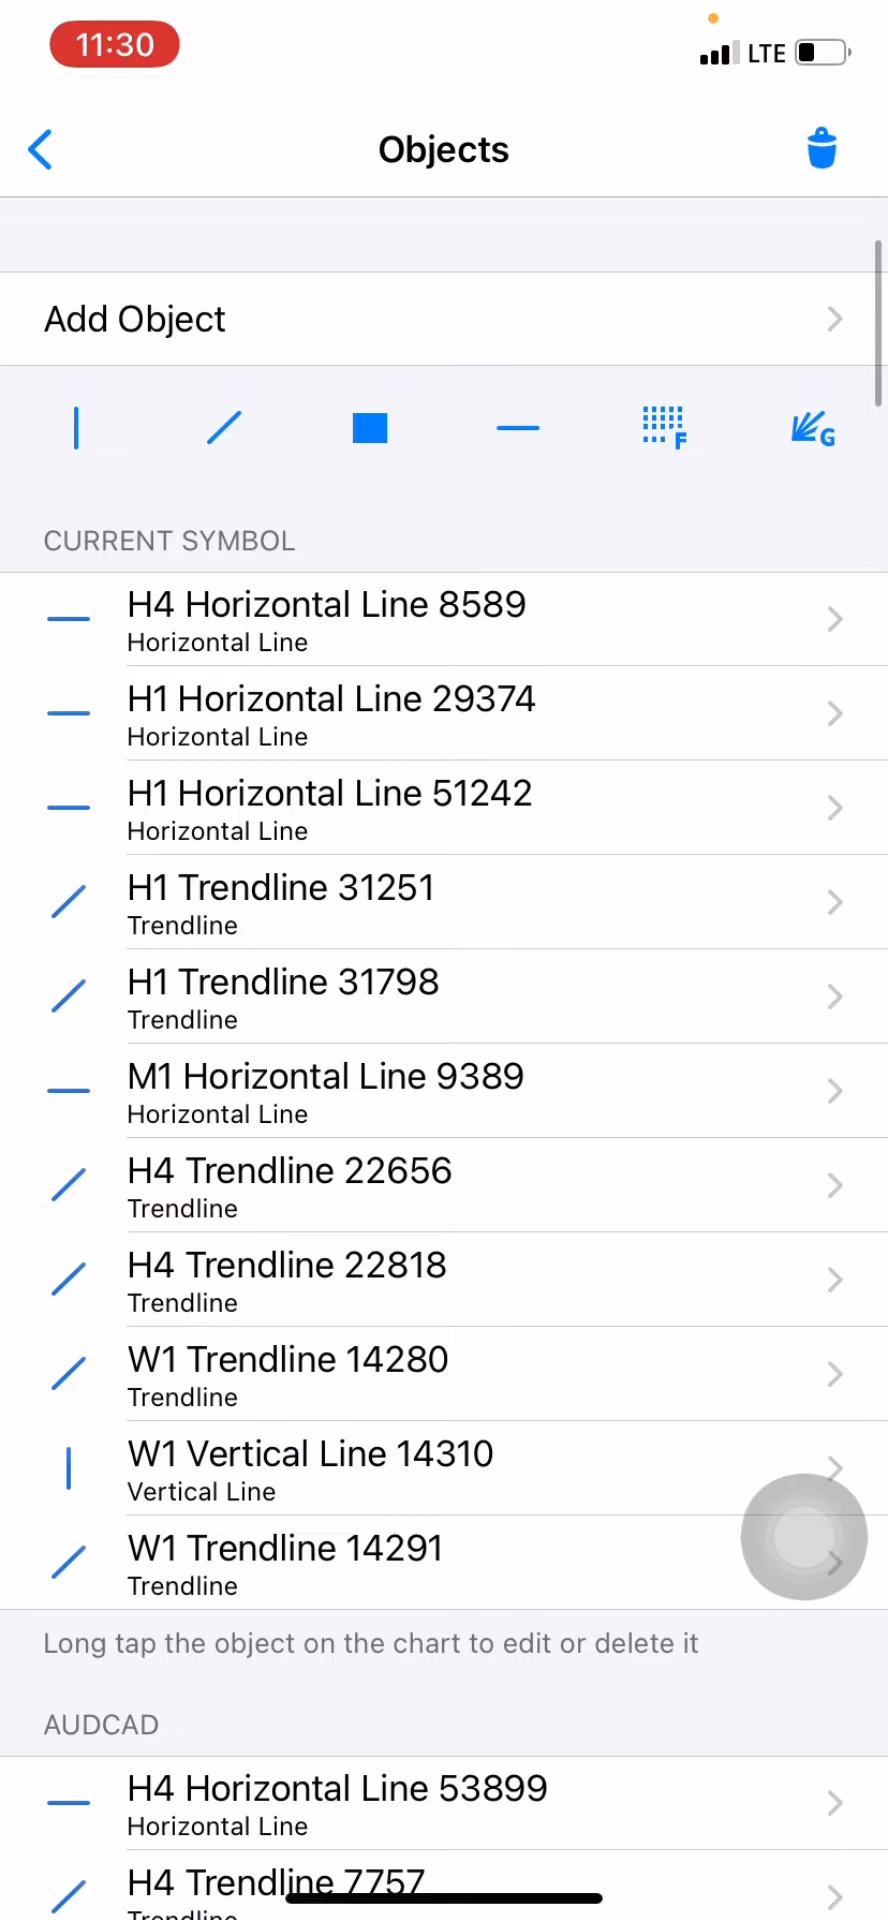 11:30
LTE
Objects
Add Object
F
G
CURRENT SYMBOL
H4 Horizontal Line 8589
Horizontal Line
H1 Horizontal Line 29374
Horizontal Line
H1 Horizontal Line 51242
Horizontal Line
H1 Trendline 31251
Trendline
H1 Trendline 31798
Trendline
M1 Horizontal Line 9389
Horizontal Line
H4 Trendline 22656
Trendline
H4 Trendline 22818
Trendline
W1 Trendline 14280
Trendline
W1 Vertical Line 14310
Vertical Line
W1 Trendline 14291
Trendline
Long tap the object on the chart to edit or delete it
AUDCAD
H4 Horizontal Line 53899
Horizontal Line
H4 Trendline 7757
Trendline